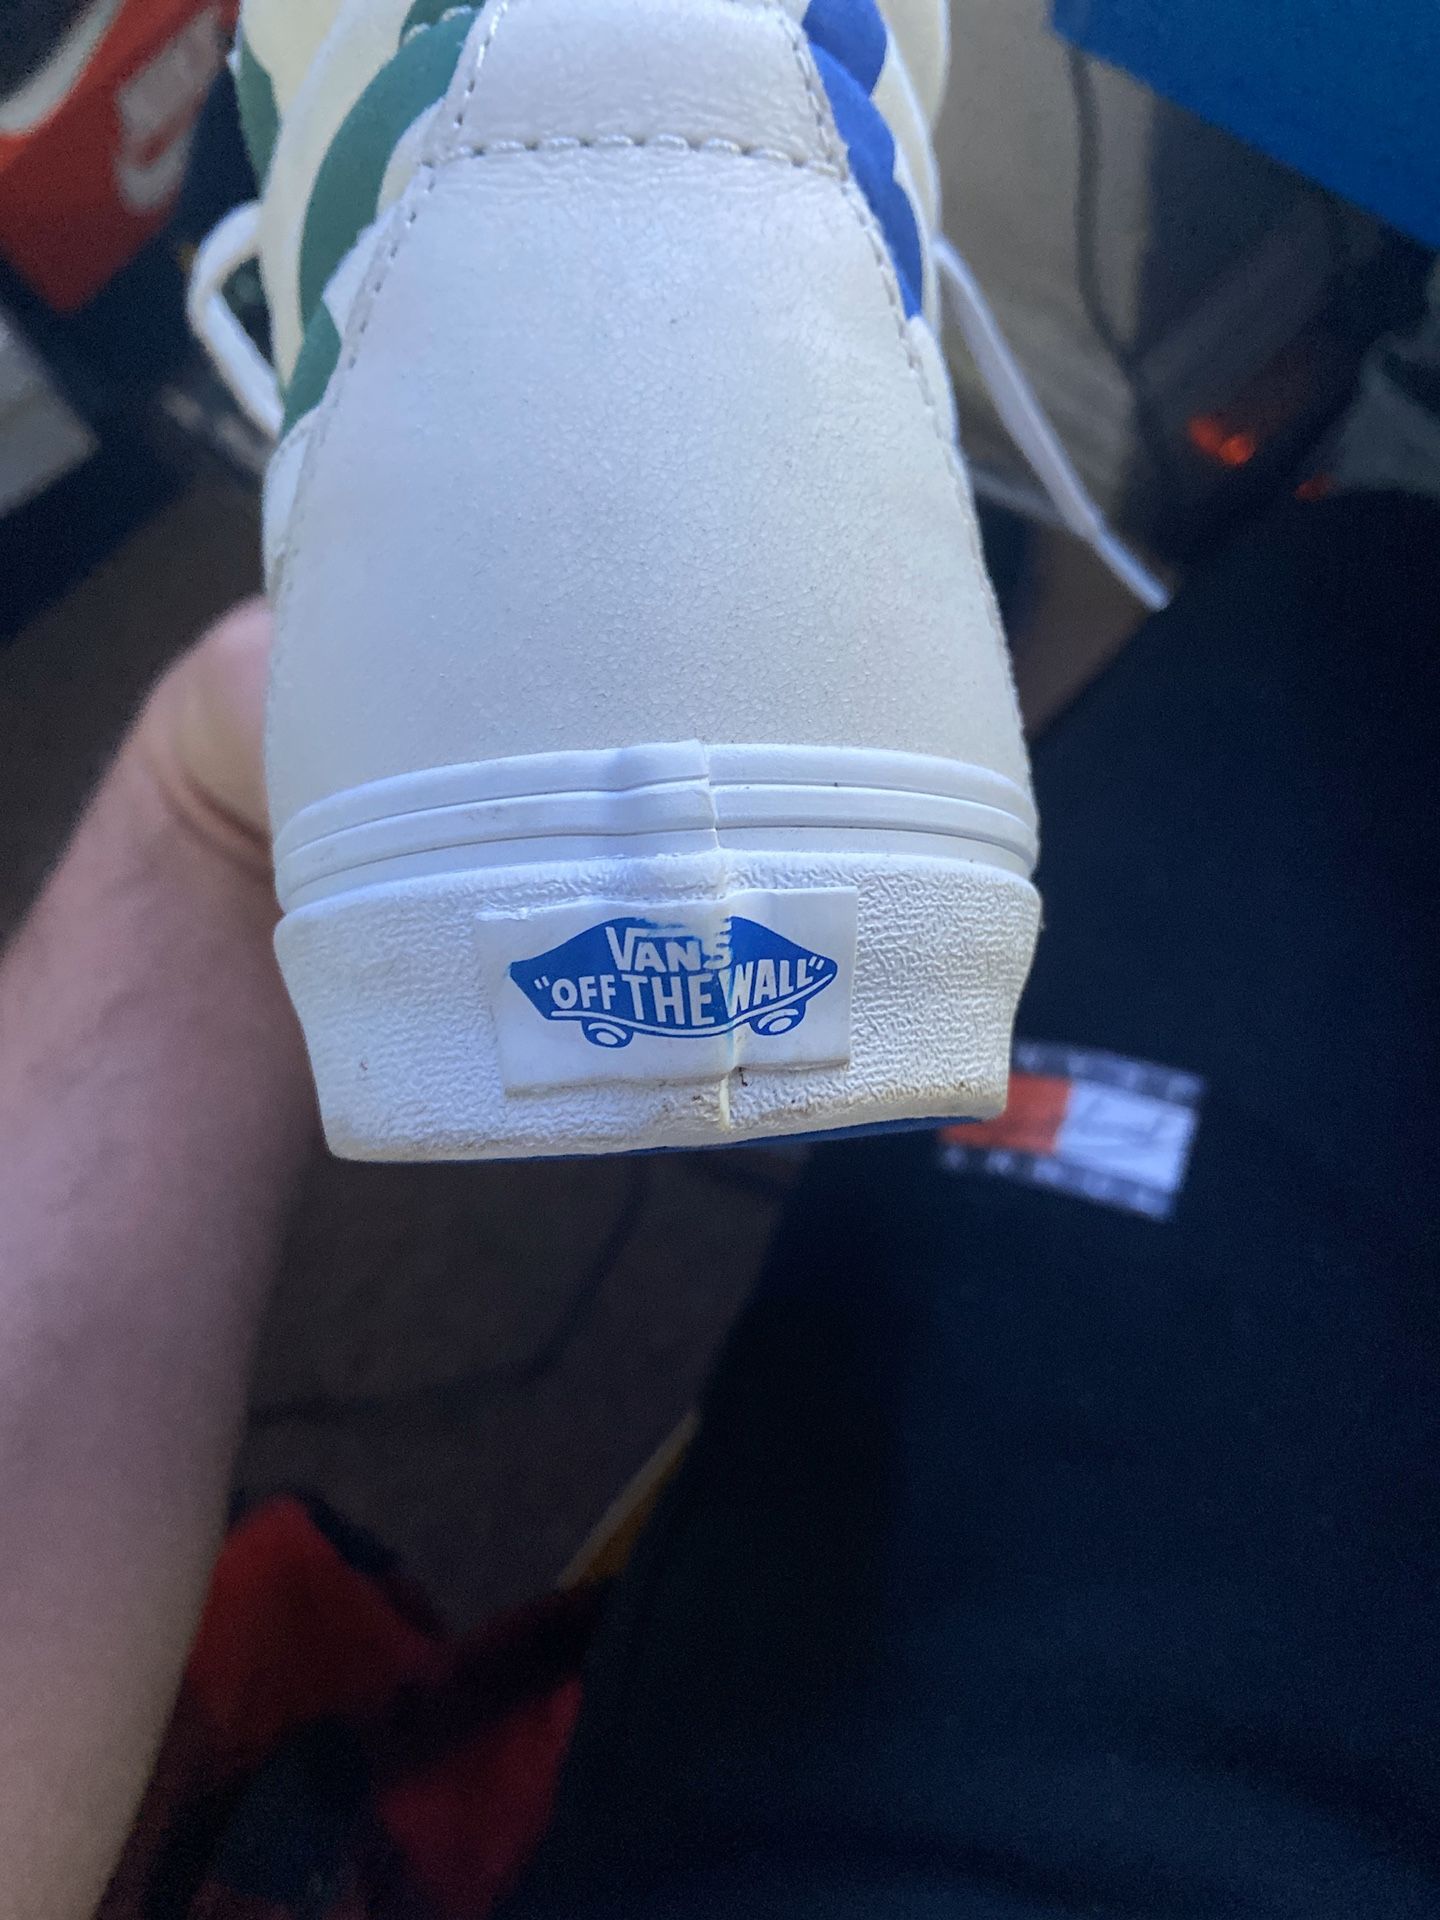 VANS
"OFF THE WALL"